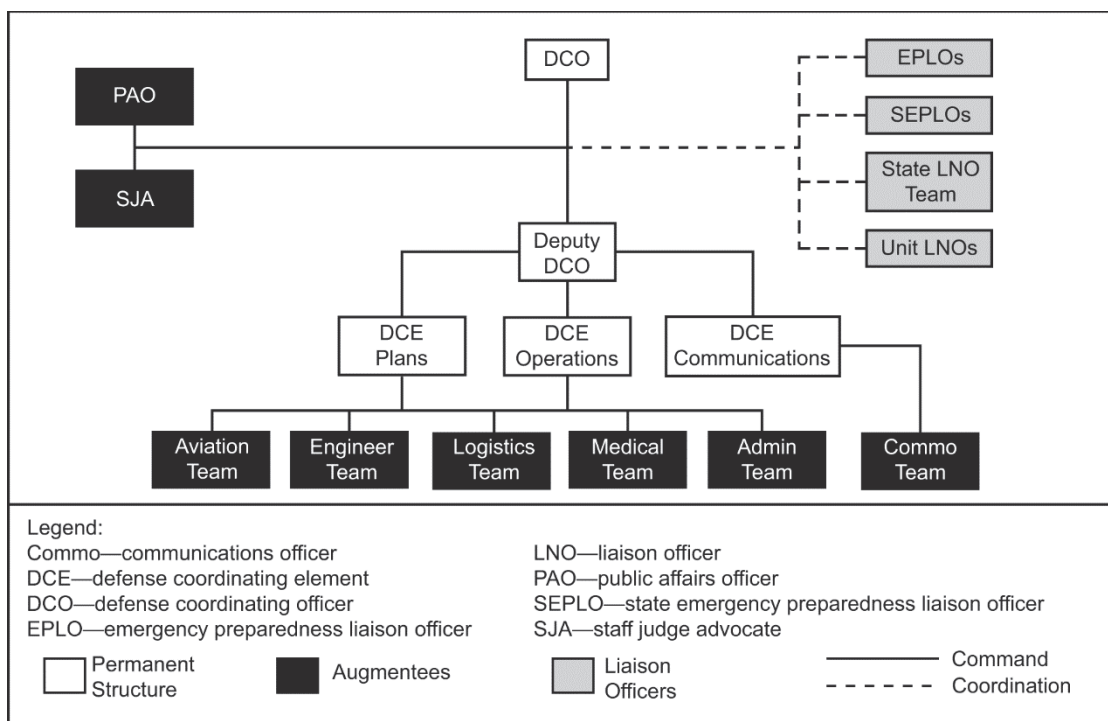 DCO
PAO
SJA
EPLOs
SEPLOs
State LNO
Team
Unit LNOs
Deputy
DCO
DCE
Plans
DCE
Operations
DCE
Communications
Aviation
Team
Engineer
Team
Logistics
Team
Medical
Team
Admin
Team
Commo
Team
Legend:
Commo—communications officer
DCE—defense coordinating element
DCO—defense coordinating officer
EPLO—emergency preparedness liaison officer
LNO—liaison officer
PAO—public affairs officer
SEPLO—state emergency preparedness liaison officer
SJA—staff judge advocate
Permanent
Structure
Augmentees
Liaison
Officers
Command
Coordination